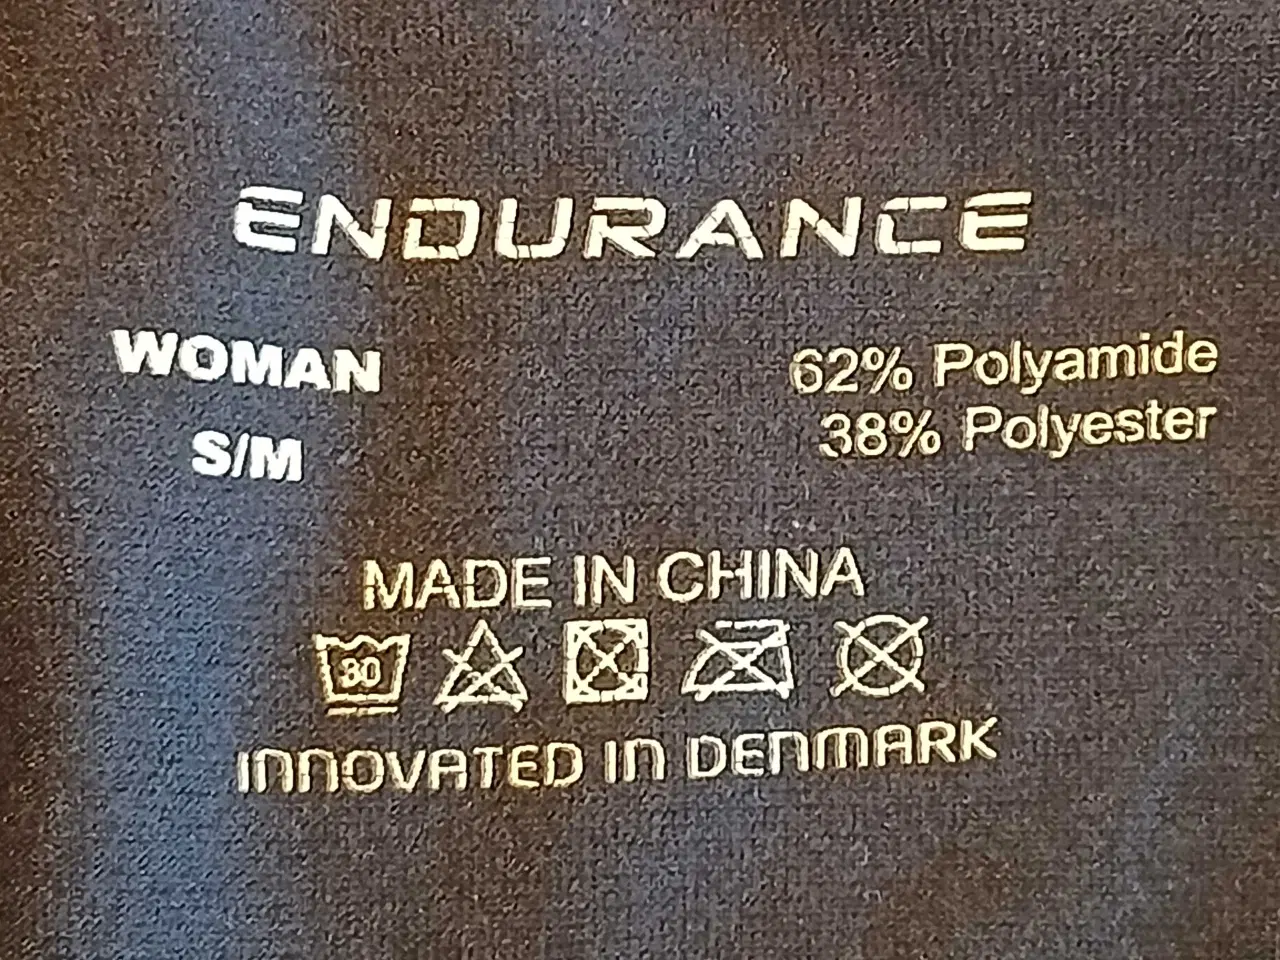 ENDURANCE
WOMAN
S/M
62% Polyamide
38% Polyester
MADE IN CHINA
30
INNOVATED IN DENMARK